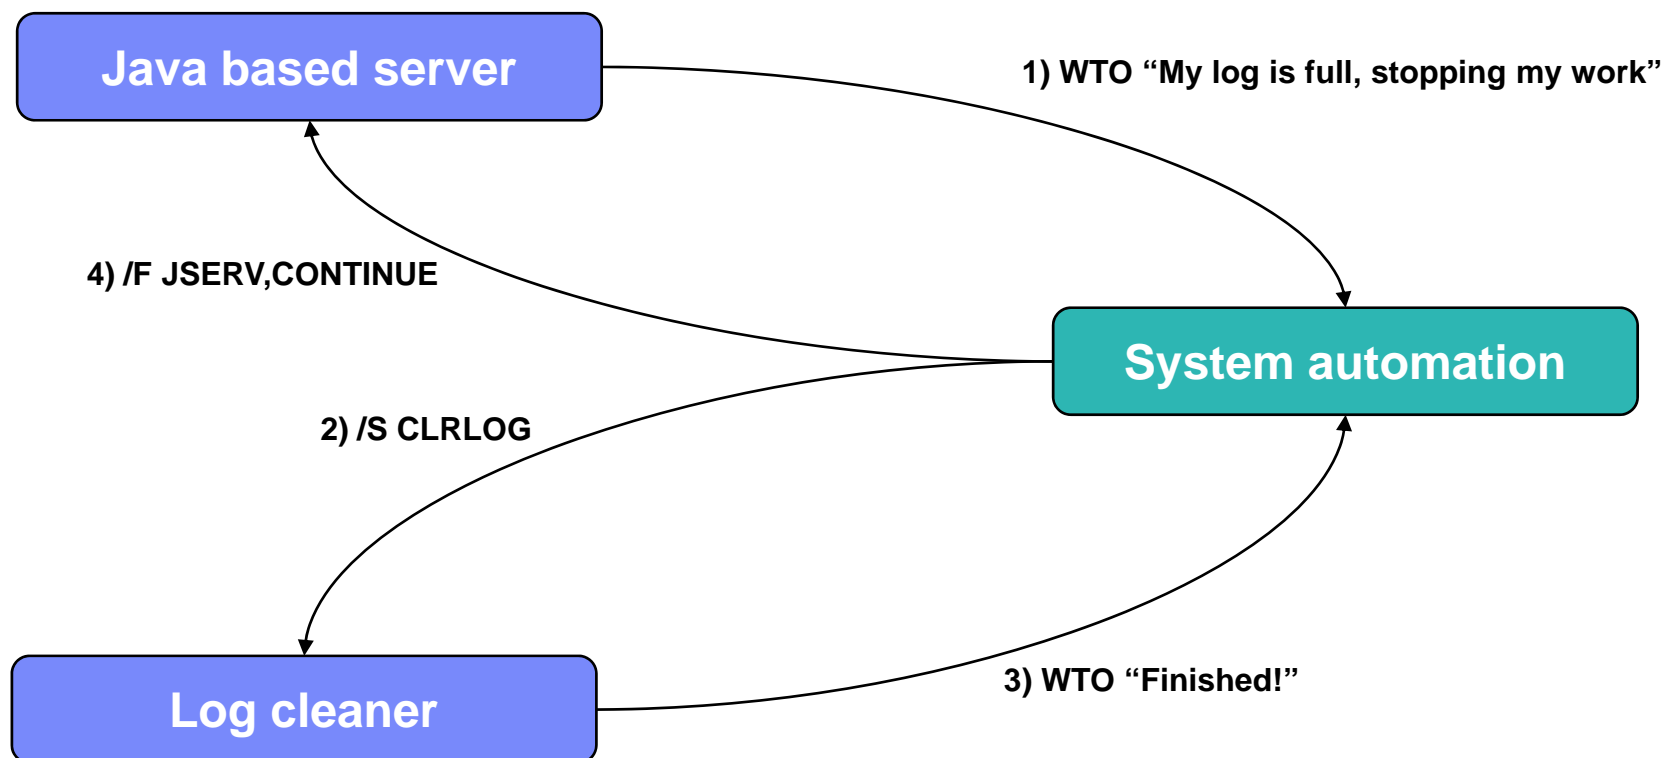 Java based server
1) WTO “My log is full, stopping my work”
4) /F JSERV,CONTINUE
System automation
2) /S CLRLOG
3) WTO “Finished!”
Log cleaner